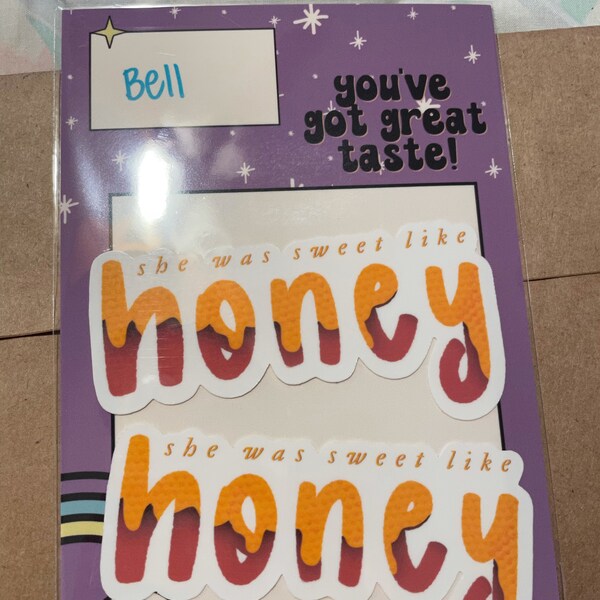 Bell
you've
got great
taste!
she was sweet like
honey
she was sweet like
honey